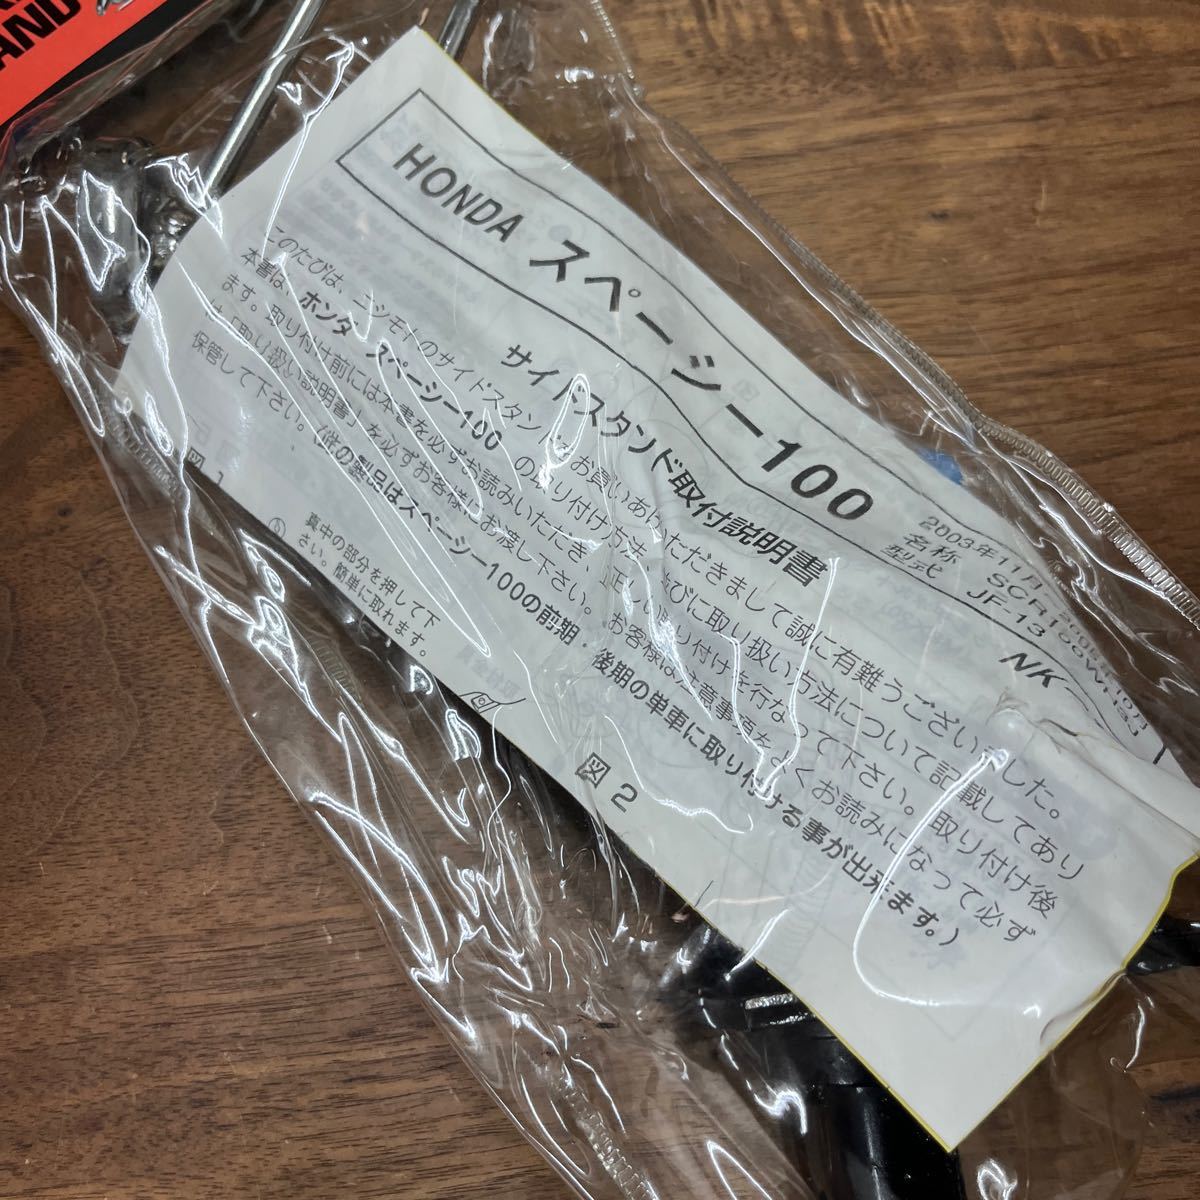 AND
HONDA スペーシー100
2003年11月
名称 SCR100WH
型式 JF-13
サイドスタンド取付説明書
NK
このたびは、ニシモトのサイドスタンドをお買いあげいただきまして誠に有難うございました。
本書は、ホンダ スペーシー100 の取り付け方法 並びに取り扱い方法について記載してあり
ます。取り付け前には本書を必ずお読みいただき 正しい取り付けを行なって下さい。取り付け後
は「取り扱い説明書」を必ずお客様にお渡し下さい。 お客様は注意事項をよくお読みになって必ず
保管して下さい。(此の製品はスペーシー100の前期・後期の単車に取り付ける事が出来ます。)
図 1
真中の部分を押して下
さい。簡単に取れます。
図 2